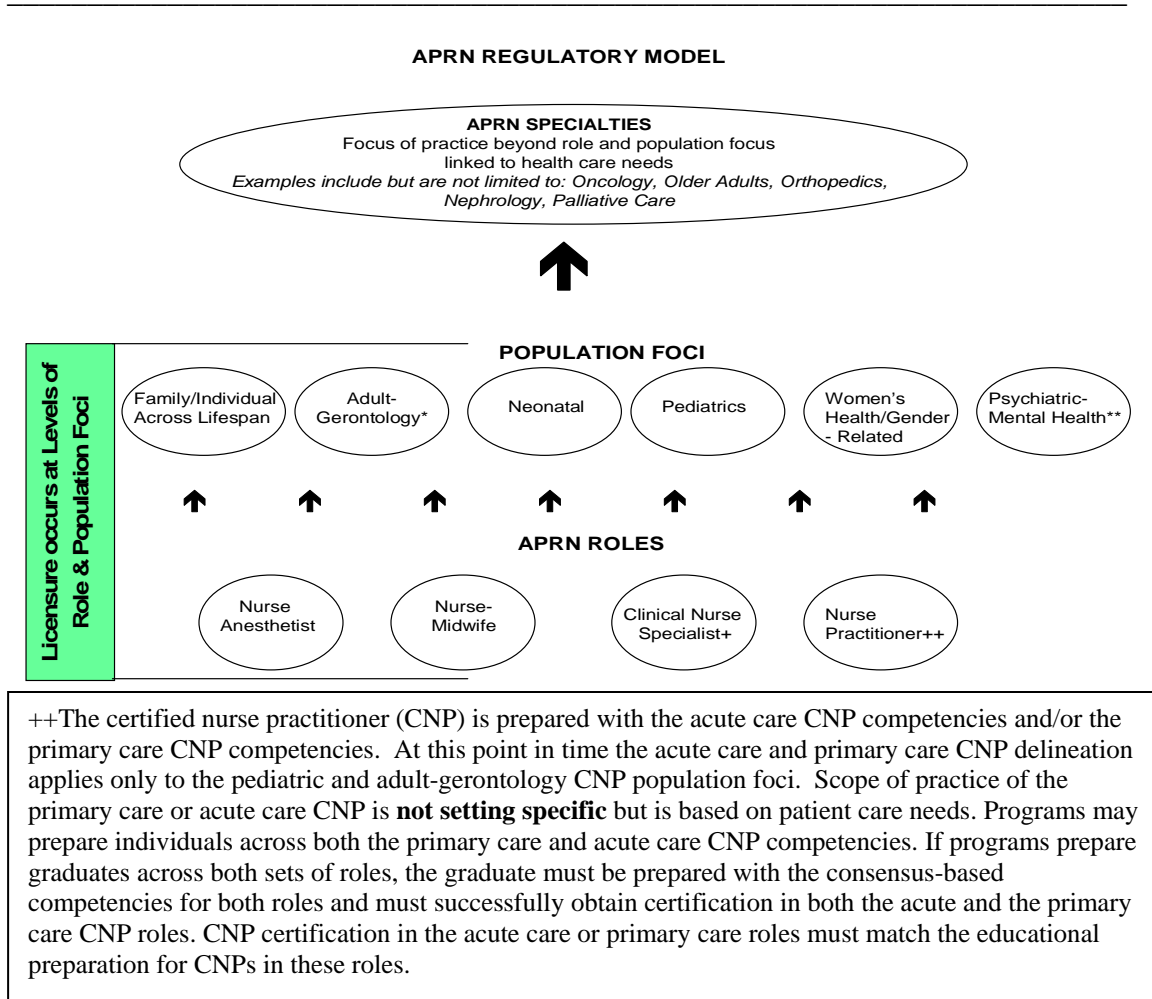 APRN REGULATORY MODEL
APRN SPECIALTIES
Focus of practice beyond role and population focus
linked to health care needs
Examples include but are not limited to: Oncology, Older Adults, Orthopedics,
Nephrology, Palliative Care
Licensure occurs at Levels of
Role & Population Foci
POPULATION FOCI
Family/Individual
Across Lifespan
Adult-
Gerontology*
Neonatal
Pediatrics
Women's
Health/Gender
- Related
Psychiatric-
Mental Health**
APRN ROLES
Nurse
Anesthetist
Nurse-
Midwife
Clinical Nurse
Specialist+
Nurse
Practitioner++
++The certified nurse practitioner (CNP) is prepared with the acute care CNP competencies and/or the
primary care CNP competencies.  At this point in time the acute care and primary care CNP delineation
applies only to the pediatric and adult-gerontology CNP population foci.  Scope of practice of the
primary care or acute care CNP is not setting specific but is based on patient care needs. Programs may
prepare individuals across both the primary care and acute care CNP competencies. If programs prepare
graduates across both sets of roles, the graduate must be prepared with the consensus-based
competencies for both roles and must successfully obtain certification in both the acute and the primary
care CNP roles. CNP certification in the acute care or primary care roles must match the educational
preparation for CNPs in these roles.